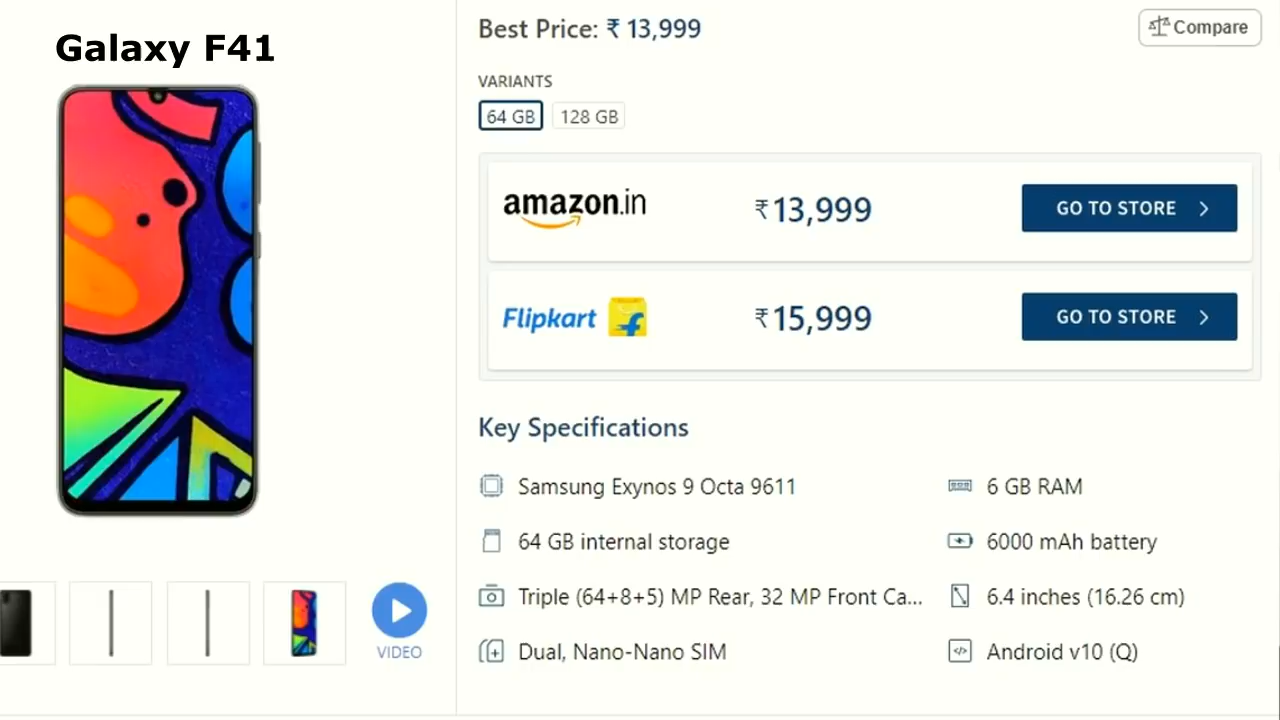 Galaxy F41
Best Price: ₹ 13,999
Compare
VARIANTS
64 GB
128 GB
amazon.in
₹13,999
GO TO STORE
Flipkart
₹15,999
GO TO STORE
Key Specifications
Samsung Exynos 9 Octa 9611
6 GB RAM
64 GB internal storage
6000 mAh battery
Triple (64+8+5) MP Rear, 32 MP Front Ca...
6.4 inches (16.26 cm)
Dual, Nano-Nano SIM
Android v10 (Q)
VIDEO